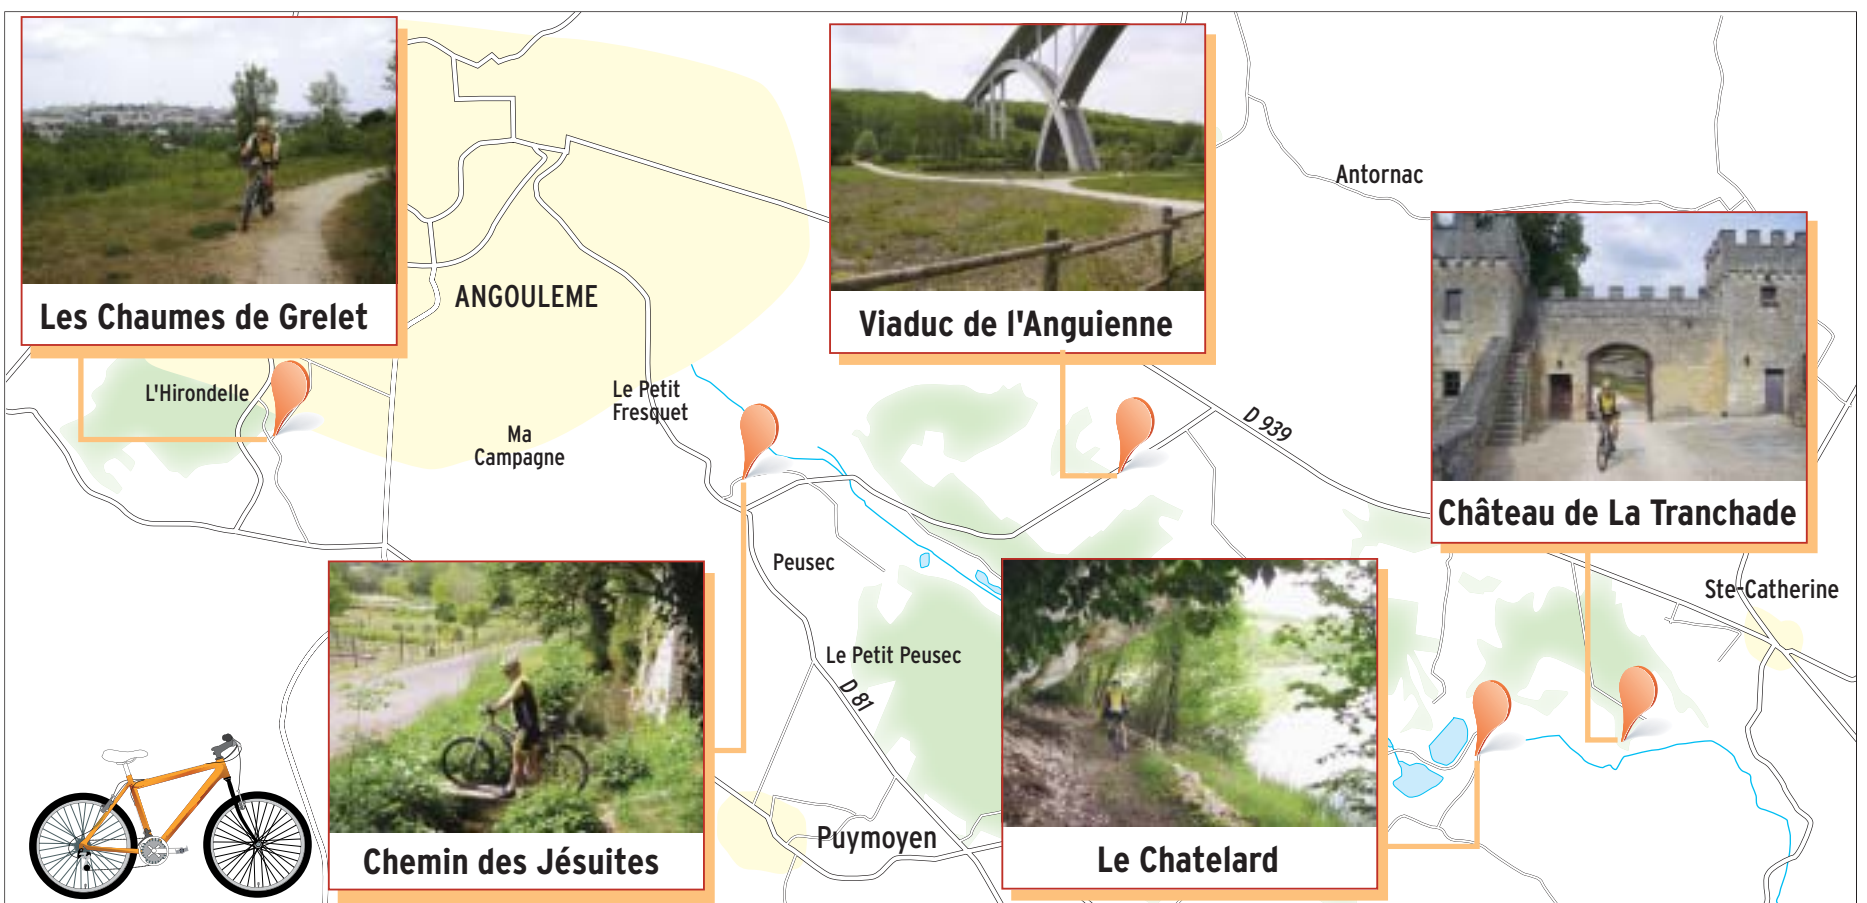 Les Chaumes de Grelet
ANGOULEME
Viaduc de l'Anguienne
Antornac
L'Hirondelle
Le Petit
Fresquet
Ma
Campagne
D 939
Château de La Tranchade
Peusec
Ste-Catherine
Le Petit Peusec
D 81
Puymoyen
Chemin des Jésuites
Le Chatelard